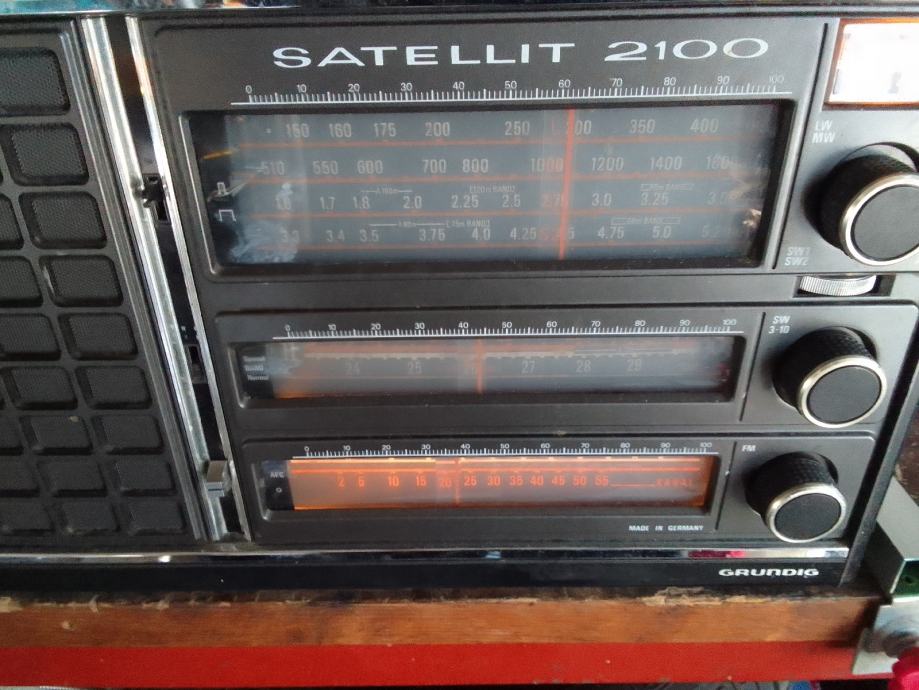 SATELLIT 2100
0 10 20 30 40 50 60 70 80 90 100
150 160 175 200 250 300 350 400
LW
MW
510 550 600 700 800 1000 1200 1400
1.6 1.7 1.8 2.0 2.25 2.5 2.75 3.0 3.25
3.3 3.4 3.5 3.75 4.0 4.25 4.75 5.0
SW1
SW2
0 10 20 30 40 50 60 70 80 90 100
SW
3-10
24 25 27 28 29
0 10 20 30 40 50 60 70 80 90 100
FM
AFC
2 5 10 15 20 25 30 35 40 45 50 55 KANAL
MADE IN GERMANY
GRUNDIG